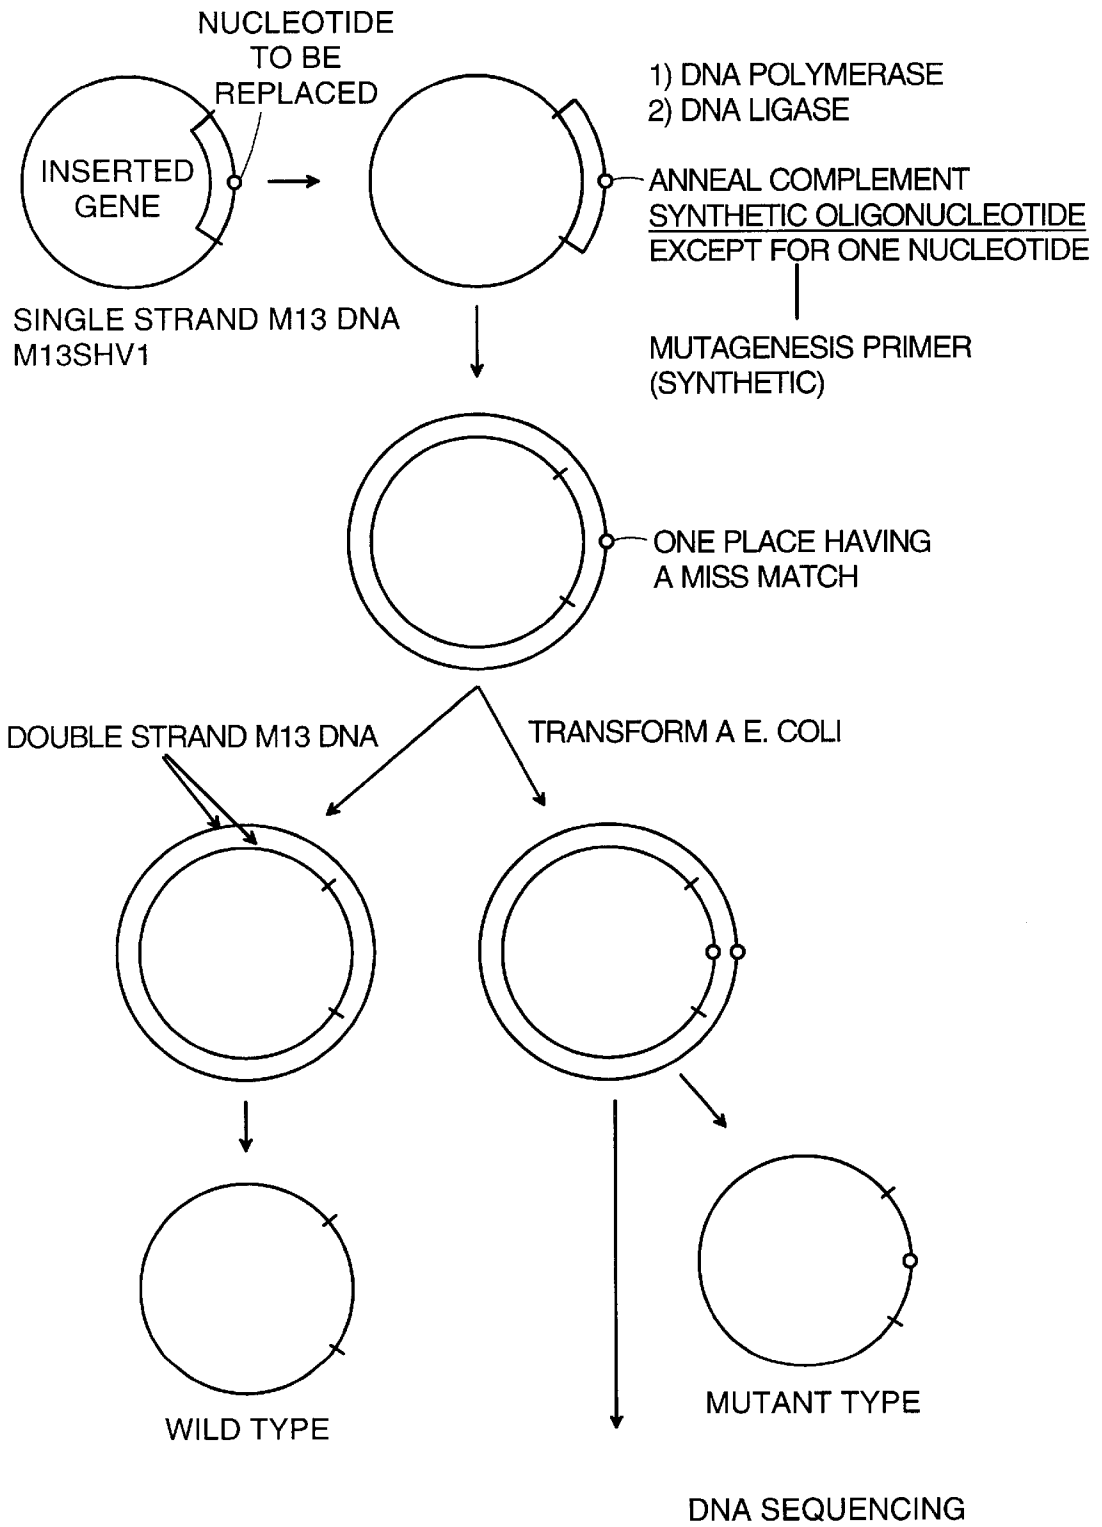 NUCLEOTIDE
TO BE
REPLACED
1) DNA POLYMERASE
2) DNA LIGASE
INSERTED
GENE
ANNEAL COMPLEMENT
SYNTHETIC OLIGONUCLEOTIDE
EXCEPT FOR ONE NUCLEOTIDE
SINGLE STRAND M13 DNA
M13SHV1
MUTAGENESIS PRIMER
(SYNTHETIC)
ONE PLACE HAVING
A MISS MATCH
DOUBLE STRAND M13 DNA
TRANSFORM A E. COLI
WILD TYPE
MUTANT TYPE
DNA SEQUENCING